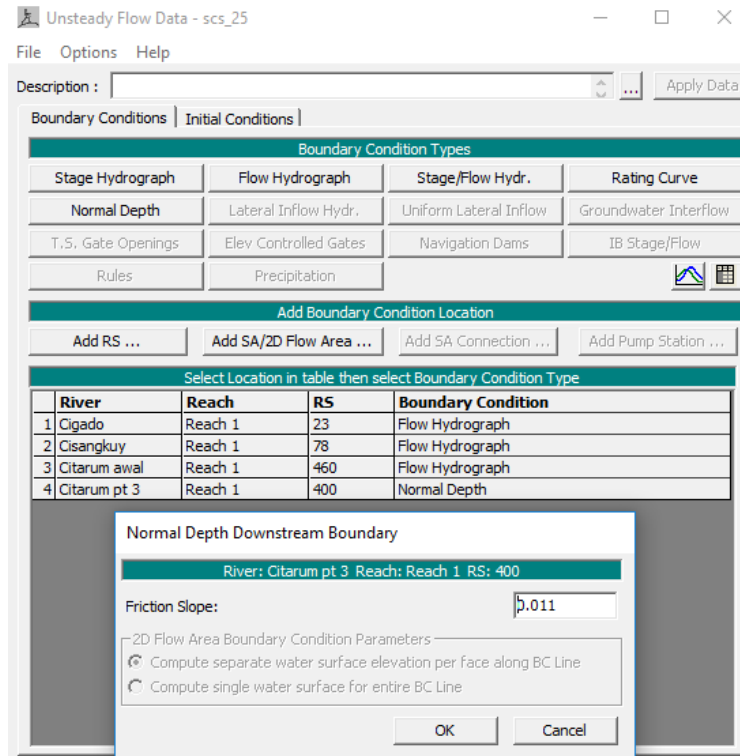 Unsteady Flow Data - scs_25
File Options Help
Description : ... Apply Data
Boundary Conditions Initial Conditions
Boundary Condition Types
Stage Hydrograph Flow Hydrograph Stage/Flow Hydr. Rating Curve
Normal Depth Lateral Inflow Hydr. Uniform Lateral Inflow Groundwater Interflow
T.S. Gate Openings Elev Controlled Gates Navigation Dams IB Stage/Flow
Rules Precipitation
Add Boundary Condition Location
Add RS ... Add SA/2D Flow Area ... Add SA Connection ... Add Pump Station ...
Select Location in table then select Boundary Condition Type
River Reach RS Boundary Condition
1 Cigado Reach 1 23 Flow Hydrograph
2 Cisangkuy Reach 1 78 Flow Hydrograph
3 Citarum awal Reach 1 460 Flow Hydrograph
4 Citarum pt 3 Reach 1 400 Normal Depth
Normal Depth Downstream Boundary
River: Citarum pt 3 Reach: Reach 1 RS: 400
Friction Slope: 0.011
2D Flow Area Boundary Condition Parameters
Compute separate water surface elevation per face along BC Line
Compute single water surface for entire BC Line
OK Cancel